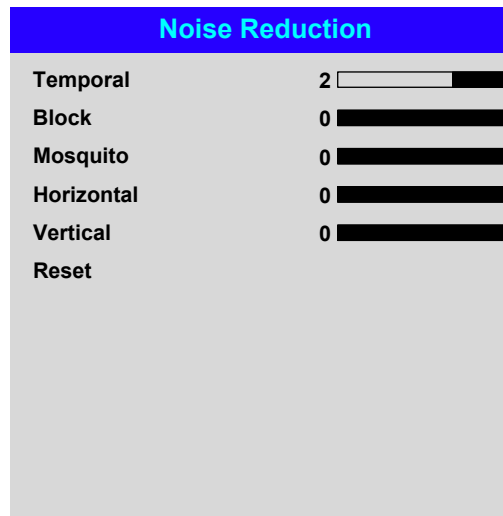 Noise Reduction
Temporal 2
Block 0
Mosquito 0
Horizontal 0
Vertical 0
Reset